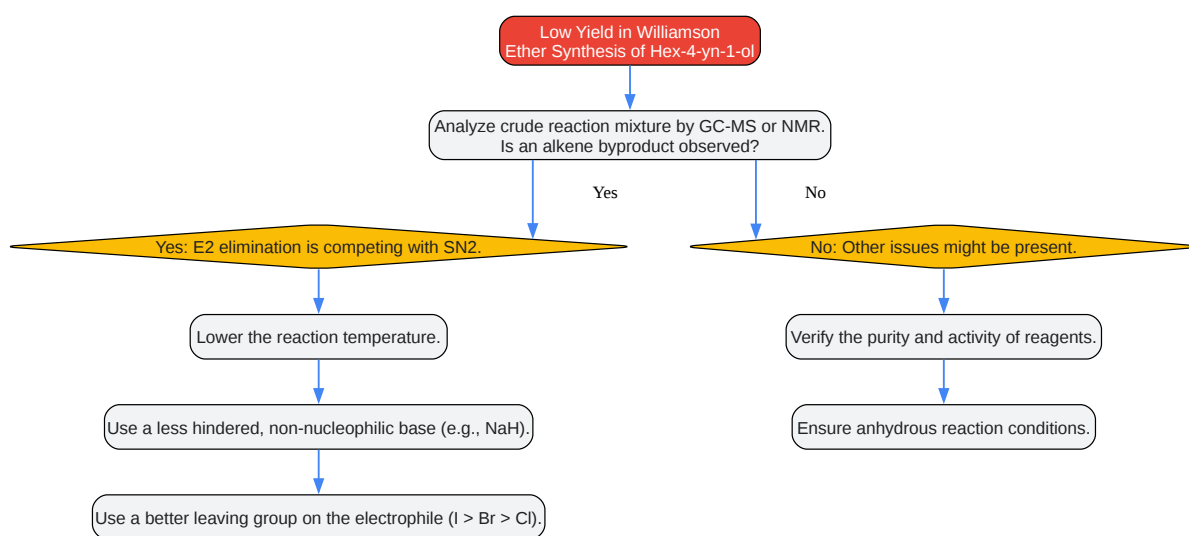 Low Yield in Williamson
Ether Synthesis of Hex-4-yn-1-ol
Analyze crude reaction mixture by GC-MS or NMR.
Is an alkene byproduct observed?
Yes
No
Yes: E2 elimination is competing with SN2.
No: Other issues might be present.
Lower the reaction temperature.
Verify the purity and activity of reagents.
Use a less hindered, non-nucleophilic base (e.g., NaH).
Ensure anhydrous reaction conditions.
Use a better leaving group on the electrophile (I > Br > Cl).